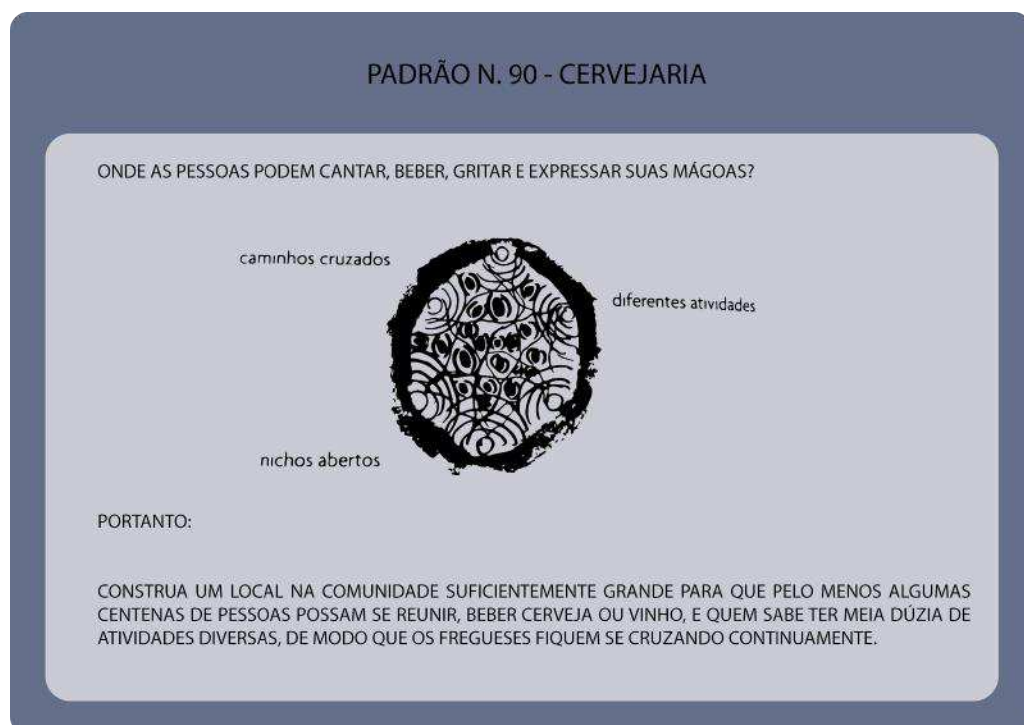 PADRÃO N. 90 - CERVEJARIA
ONDE AS PESSOAS PODEM CANTAR, BEBER, GRITAR E EXPRESSAR SUAS MÁGOAS?
caminhos cruzados
diferentes atividades
nichos abertos
PORTANTO:
CONSTRUA UM LOCAL NA COMUNIDADE SUFICIENTEMENTE GRANDE PARA QUE PELO MENOS ALGUMAS
CENTENAS DE PESSOAS POSSAM SE REUNIR, BEBER CERVEJA OU VINHO, E QUEM SABE TER MEIA DÚZIA DE
ATIVIDADES DIVERSAS, DE MODO QUE OS FREGUESES FIQUEM SE CRUZANDO CONTINUAMENTE.